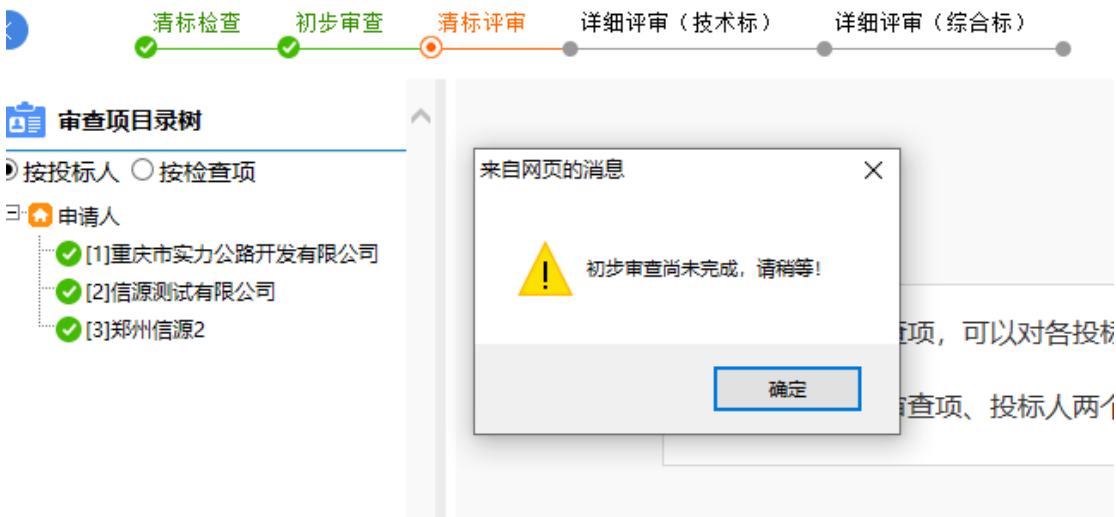 清标检查 初步审查 清标评审 详细评审（技术标） 详细评审（综合标）
审查项目录树
按投标人 按检查项
申请人
[1]重庆市实力公路开发有限公司
[2]信源测试有限公司
[3]郑州信源2
来自网页的消息
初步审查尚未完成，请稍等!
确定
查项，可以对各投标
审查项、投标人两个